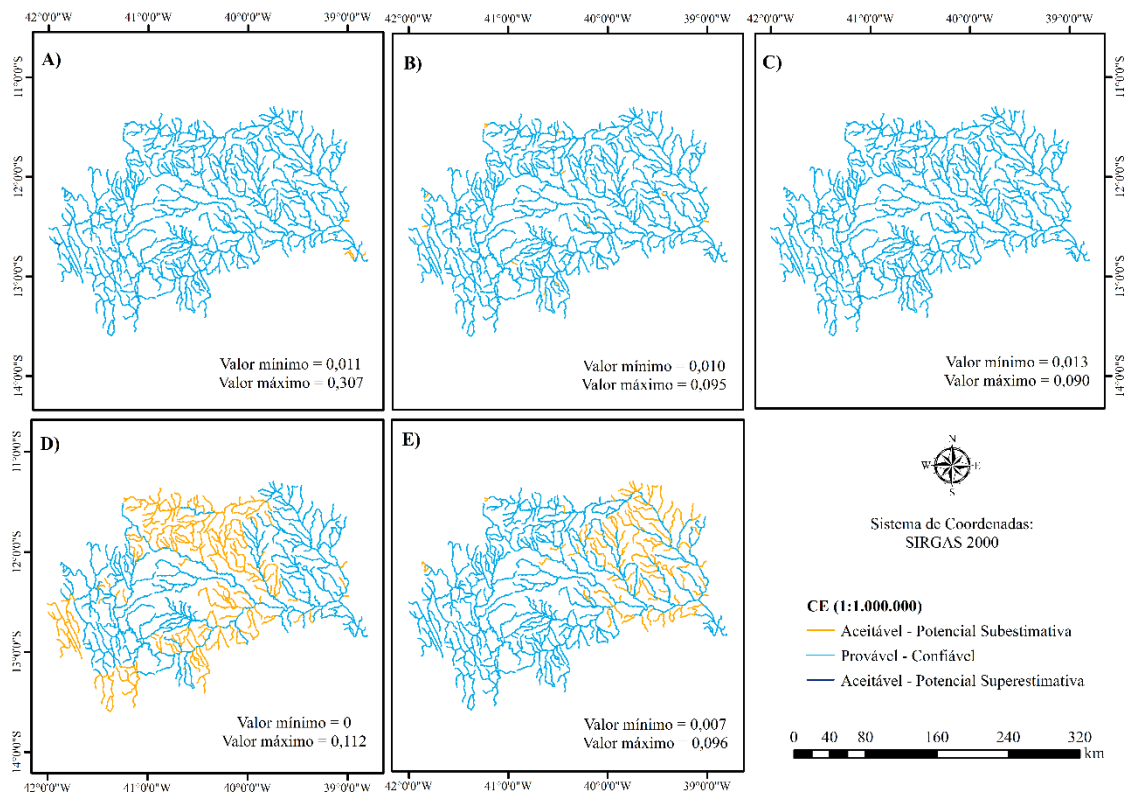 42°0'0"W 41°0'0"W 40°0'0"W 39°0'0"W
42°0'0"W 41°0'0"W 40°0'0"W 39°0'0"W
42°0'0"W 41°0'0"W 40°0'0"W 39°0'0"W
11°0'0"S
12°0'0"S
13°0'0"S
14°0'0"S
A)
Valor mínimo = 0,011
Valor máximo = 0,307
B)
Valor mínimo = 0,010
Valor máximo = 0,095
C)
Valor mínimo = 0,013
Valor máximo = 0,090
11°0'0"S
12°0'0"S
13°0'0"S
14°0'0"S
11°0'0"S
12°0'0"S
13°0'0"S
14°0'0"S
D)
Valor mínimo = 0
Valor máximo = 0,112
E)
Valor mínimo = 0,007
Valor máximo = 0,096
42°0'0"W 41°0'0"W 40°0'0"W 39°0'0"W
42°0'0"W 41°0'0"W 40°0'0"W 39°0'0"W
N
W E
S
Sistema de Coordenadas:
SIRGAS 2000
CE (1:1.000.000)
Aceitável - Potencial Subestimativa
Provável - Confiável
Aceitável - Potencial Superestimativa
0 40 80 160 240 320
km